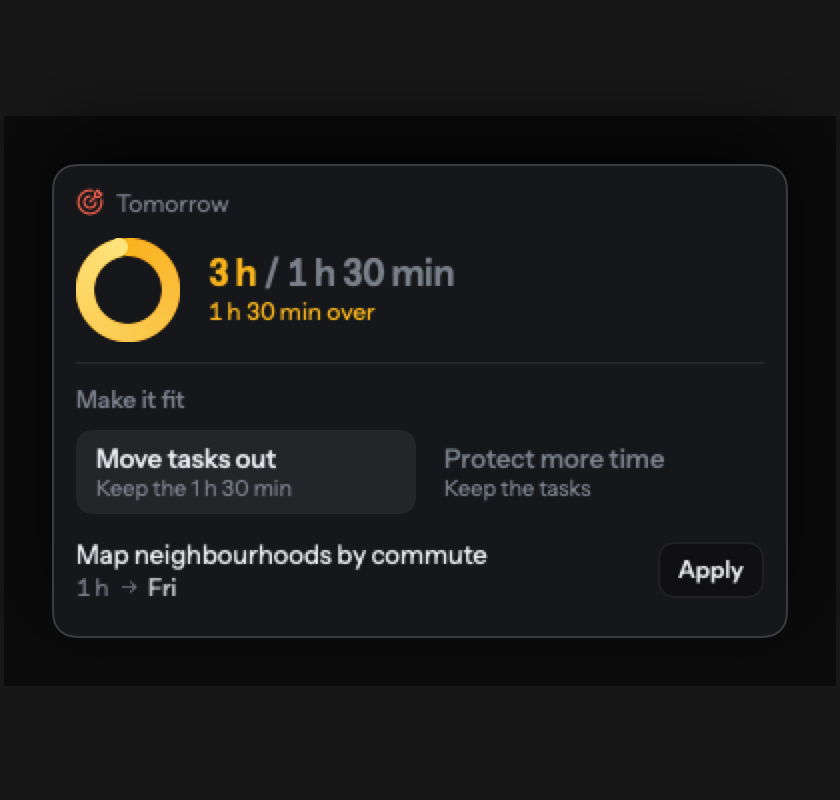 Tomorrow
3 h / 1 h 30 min
1 h 30 min over
Make it fit
Move tasks out
Keep the 1 h 30 min
Protect more time
Keep the tasks
Map neighbourhoods by commute
1 h → Fri
Apply